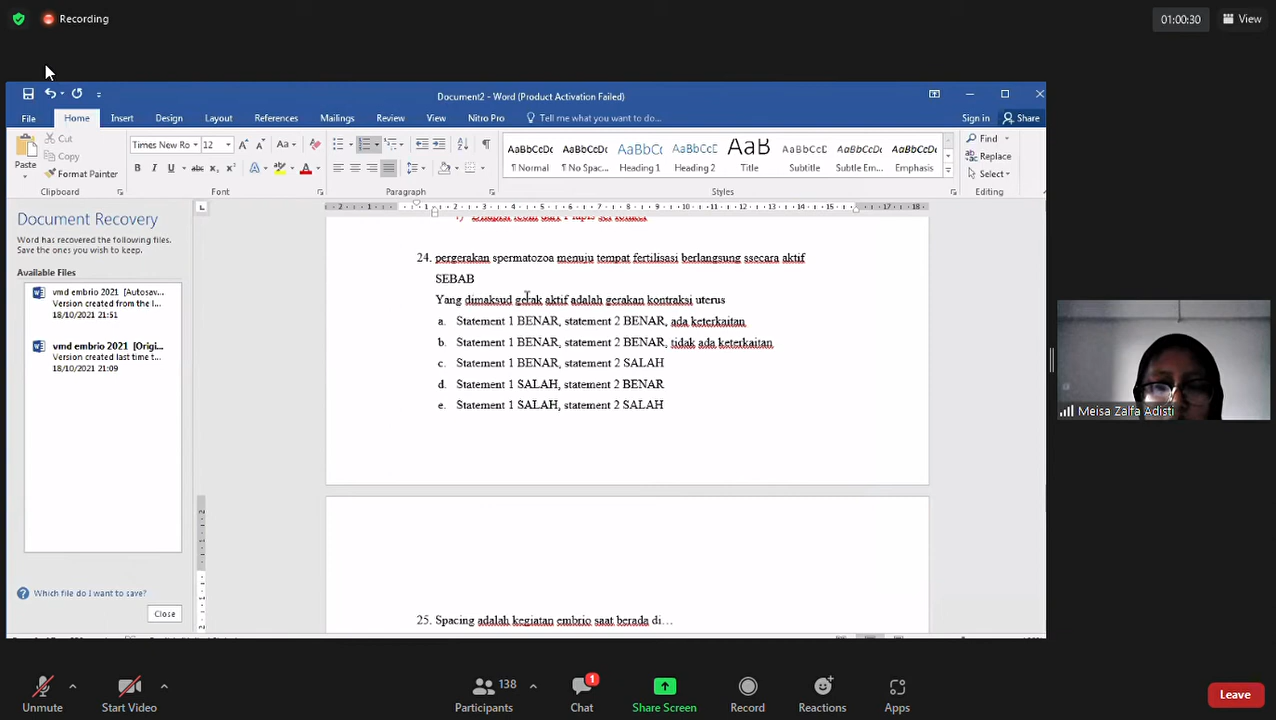 Recording
01:00:30
View
Document2 - Word (Product Activation Failed)
File Home Insert Design Layout References Mailings Review View Nitro Pro Tell me what you want to do... Sign in Share
Paste
Cut
Copy
Format Painter
Clipboard
Times New Ro 12
Font
Paragraph
AaBbCcDc AaBbCcDc AaBbCc AaBbCc AaB AaBbCc AaBbCcDc
¶ Normal ¶ No Spac... Heading 1 Heading 2 Title Subtitle Subtle Em... Emphasis
Styles
Find
Replace
Select
Editing
Document Recovery
Word has recovered the following files.
Save the ones you wish to keep.
Available Files
vmd embrio 2021 [Autosav...
Version created from the l...
18/10/2021 21:51
vmd embrio 2021 [Origi...
Version created last time t...
18/10/2021 21:09
Which file do I want to save?
Close
24. pergerakan spermatozoa menuju tempat fertilisasi berlangsung ssecara aktif
SEBAB
Yang dimaksud gerak aktif adalah gerakan kontraksi uterus
a. Statement 1 BENAR, statement 2 BENAR, ada keterkaitan
b. Statement 1 BENAR, statement 2 BENAR, tidak ada keterkaitan
c. Statement 1 BENAR, statement 2 SALAH
d. Statement 1 SALAH, statement 2 BENAR
e. Statement 1 SALAH, statement 2 SALAH
25. Spacing adalah kegiatan embrio saat berada di…
Meisa Zalfa Adisti
Unmute
Start Video
138
Participants
1
Chat
Share Screen
Record
Reactions
Apps
Leave